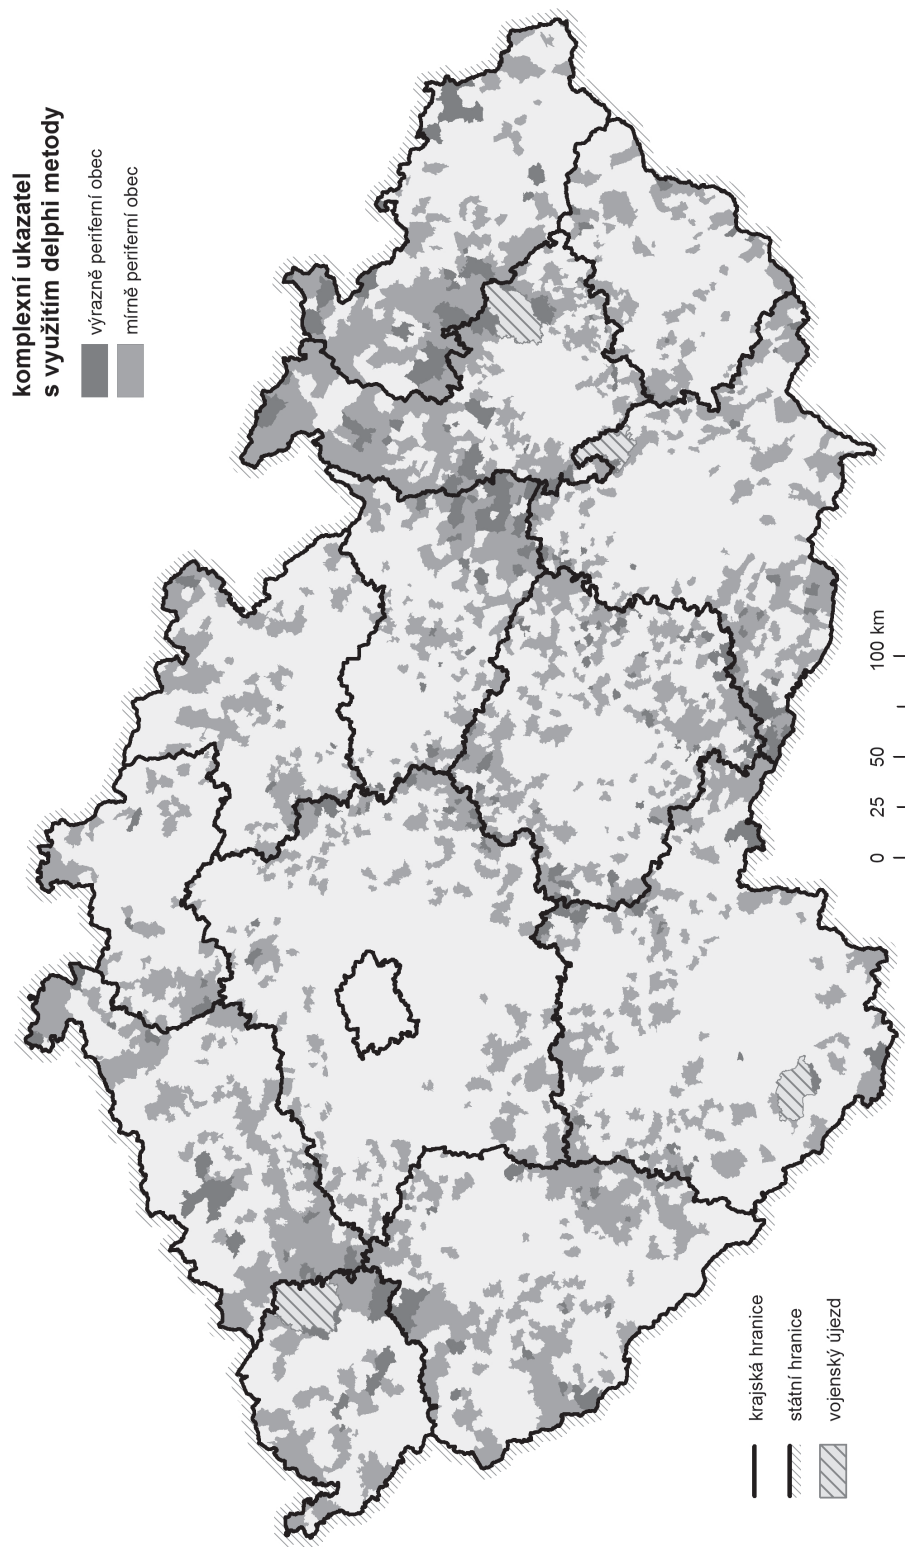 komplexní ukazatel
s využitím delphi metody
výrazně periferní obec
mírně periferní obec
krajská hranice
státní hranice
vojenský újezd
0 25 50 100 km